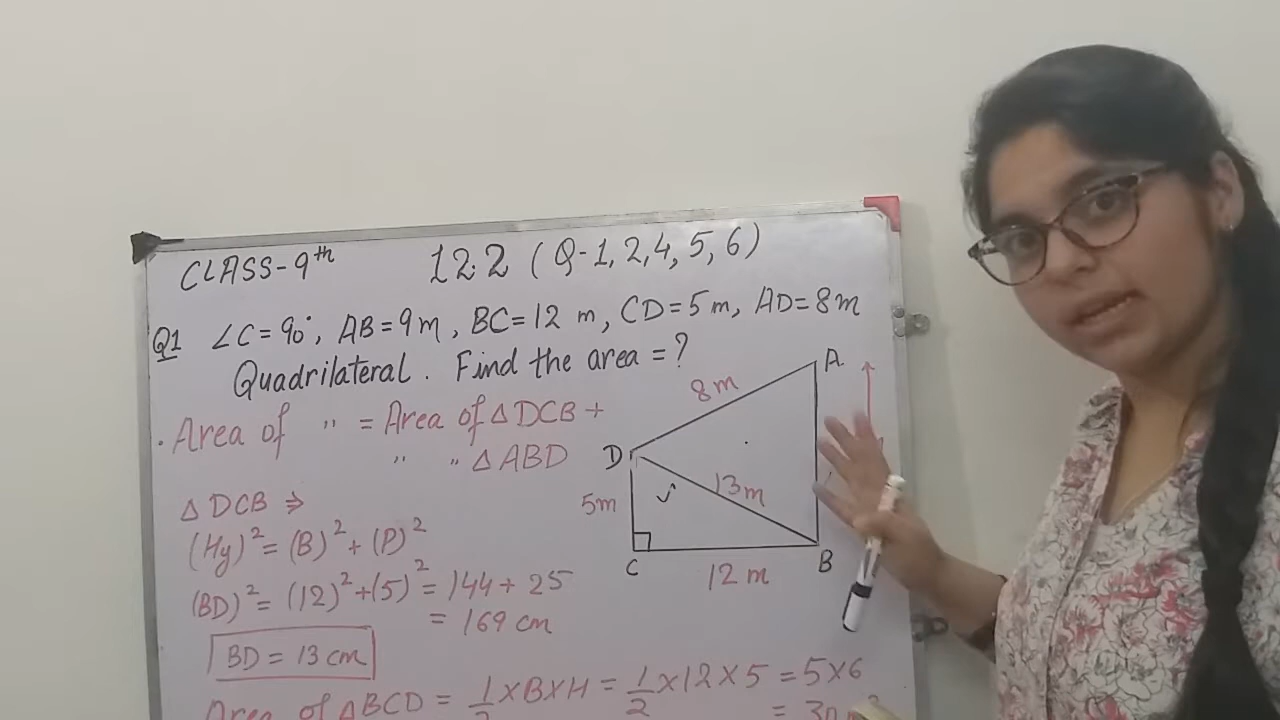 CLASS-9th 12.2 (Q-1,2,4,5,6)
Q1 ∠C=90°, AB=9m, BC=12 m, CD=5m, AD=8m
Quadrilateral. Find the area = ?
. Area of " = Area of △DCB +
" " △ABD
△DCB ⇒
(Hy)²= (B)² + (P)²
(BD)²= (12)²+(5)² = 144 + 25
= 169 cm
BD = 13 cm
Area of △BCD = 1/2 ×B×H = 1/2 ×12×5 = 5×6
= 30
A
8m
D
13m
5m
C
B
12 m